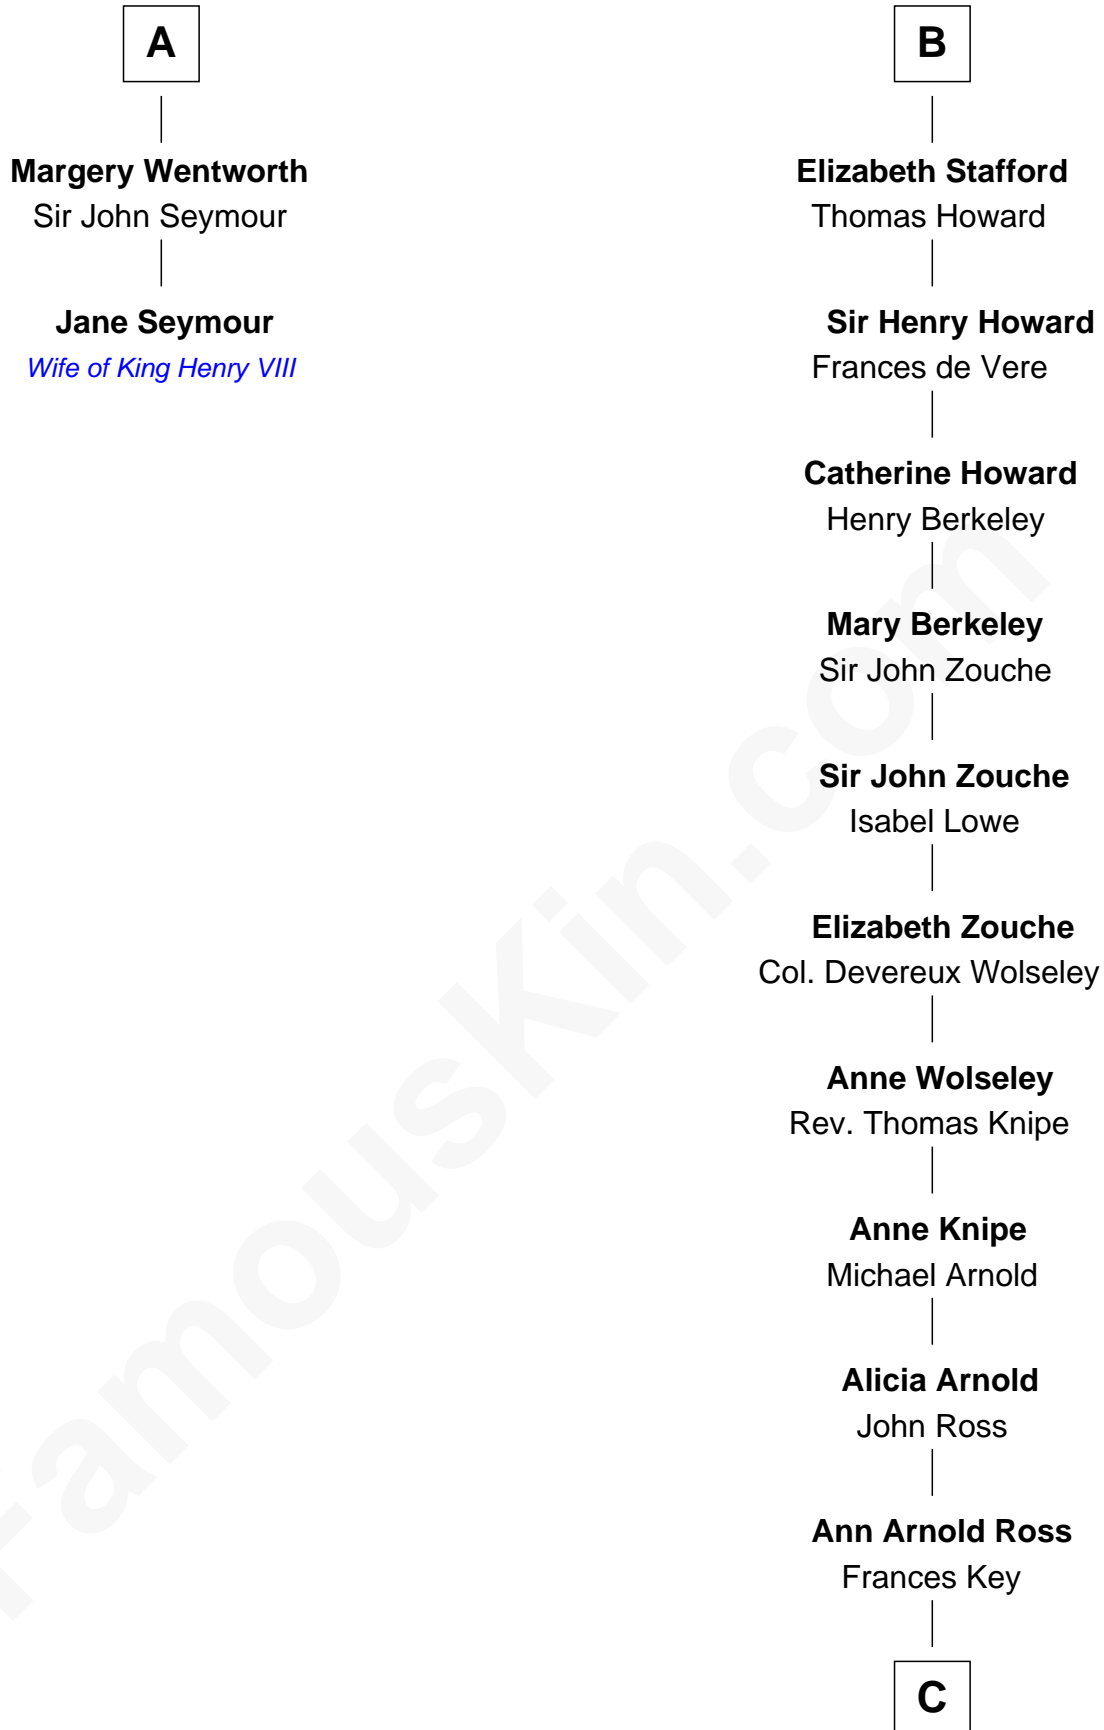 A
Margery Wentworth
Sir John Seymour
Jane Seymour
Wife of King Henry VIII
B
Elizabeth Stafford
Thomas Howard
Sir Henry Howard
Frances de Vere
Catherine Howard
Henry Berkeley
Mary Berkeley
Sir John Zouche
Sir John Zouche
Isabel Lowe
Elizabeth Zouche
Col. Devereux Wolseley
Anne Wolseley
Rev. Thomas Knipe
Anne Knipe
Michael Arnold
Alicia Arnold
John Ross
Ann Arnold Ross
Frances Key
C
FamousKin.com